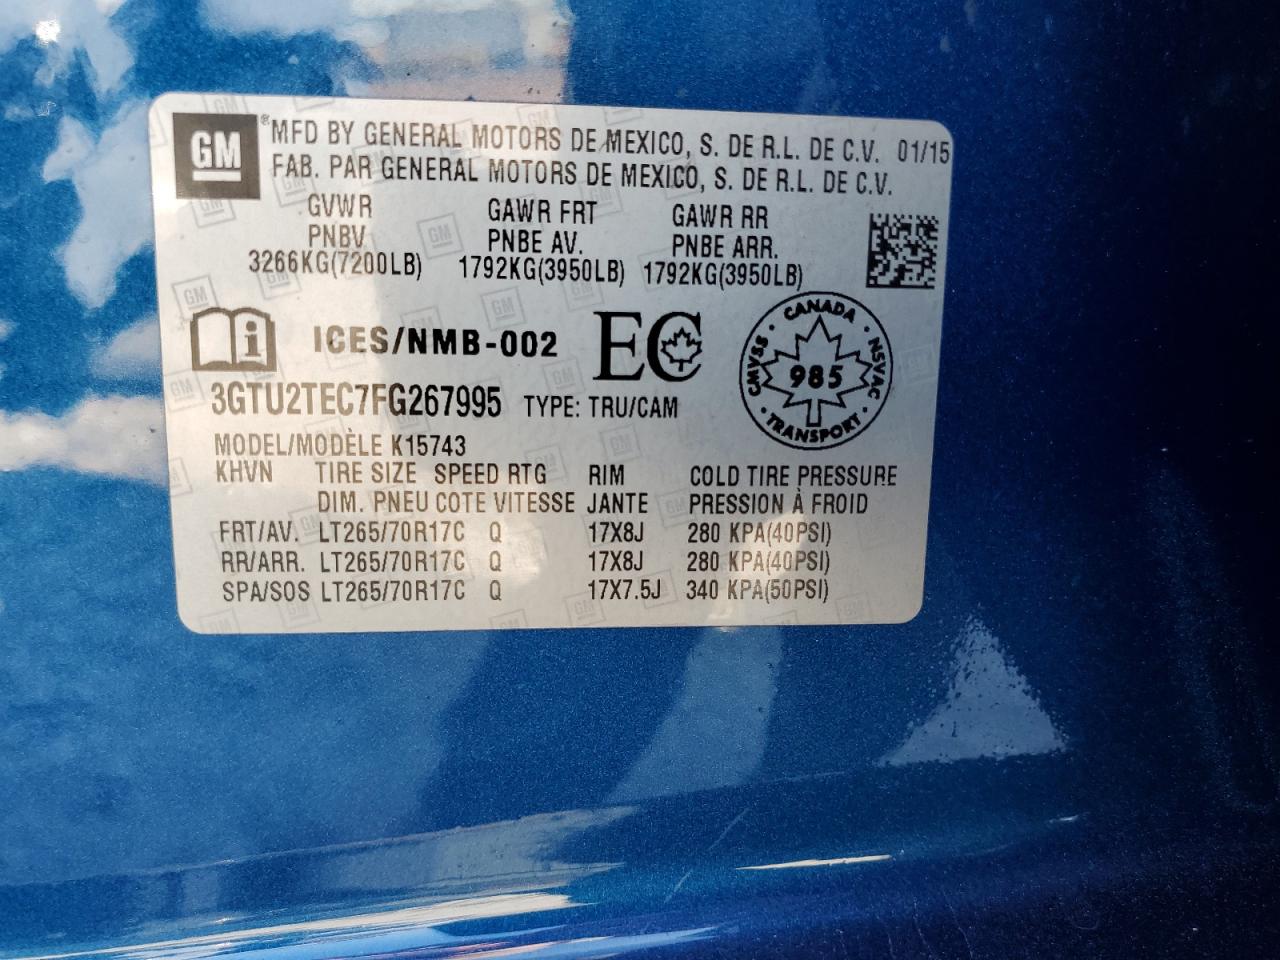 GM ® MFD BY GENERAL MOTORS DE MEXICO, S. DE R.L. DE C.V. 01/15
FAB. PAR GENERAL MOTORS DE MEXICO, S. DE R.L. DE C.V.
GVWR GAWR FRT GAWR RR
PNBV PNBE AV. PNBE ARR.
3266KG(7200LB) 1792KG(3950LB) 1792KG(3950LB)
i ICES/NMB-002 EC
CANADA
CMVSS 985 NSVAC
TRANSPORT
3GTU2TEC7FG267995 TYPE: TRU/CAM
MODEL/MODÈLE K15743
KHVN TIRE SIZE SPEED RTG RIM COLD TIRE PRESSURE
DIM. PNEU COTE VITESSE JANTE PRESSION À FROID
FRT/AV. LT265/70R17C Q 17X8J 280 KPA(40PSI)
RR/ARR. LT265/70R17C Q 17X8J 280 KPA(40PSI)
SPA/SOS LT265/70R17C Q 17X7.5J 340 KPA(50PSI)